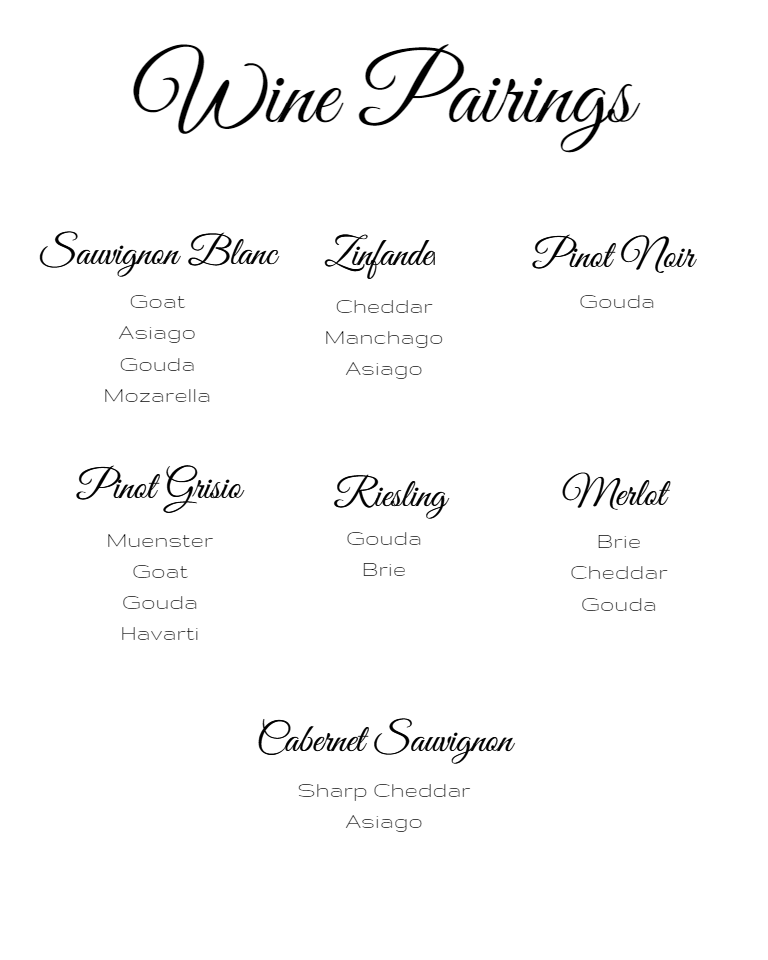 Wine Pairings
Sauvignon Blanc
Goat
Asiago
Gouda
Mozarella
Zinfandel
Cheddar
Manchago
Asiago
Pinot Noir
Gouda
Pinot Grisio
Muenster
Goat
Gouda
Havarti
Riesling
Gouda
Brie
Merlot
Brie
Cheddar
Gouda
Cabernet Sauvignon
Sharp Cheddar
Asiago